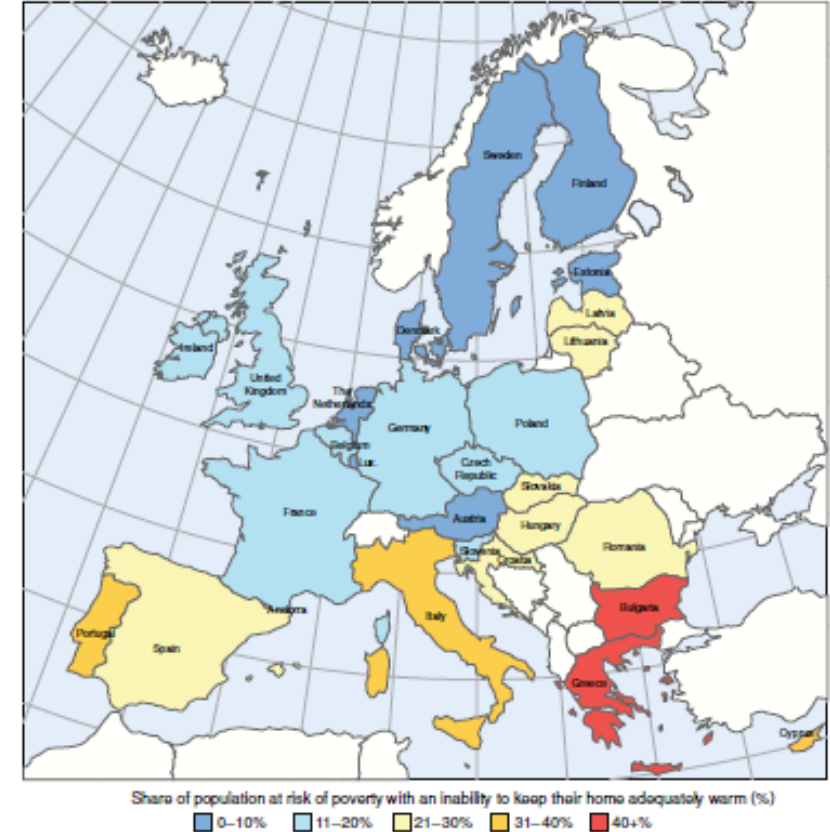 Sweden
Finland
Estonia
Latvia
Lithuania
Denmark
Ireland
United
Kingdom
The
Netherlands
Belgium
Lux.
Germany
Poland
Czech
Republic
Slovakia
France
Austria
Hungary
Slovenia
Croatia
Romania
Andorra
Italy
Bulgaria
Portugal
Spain
Greece
Cyprus
Share of population at risk of poverty with an inability to keep their home adequately warm (%)
0–10% 11–20% 21–30% 31–40% 40+%